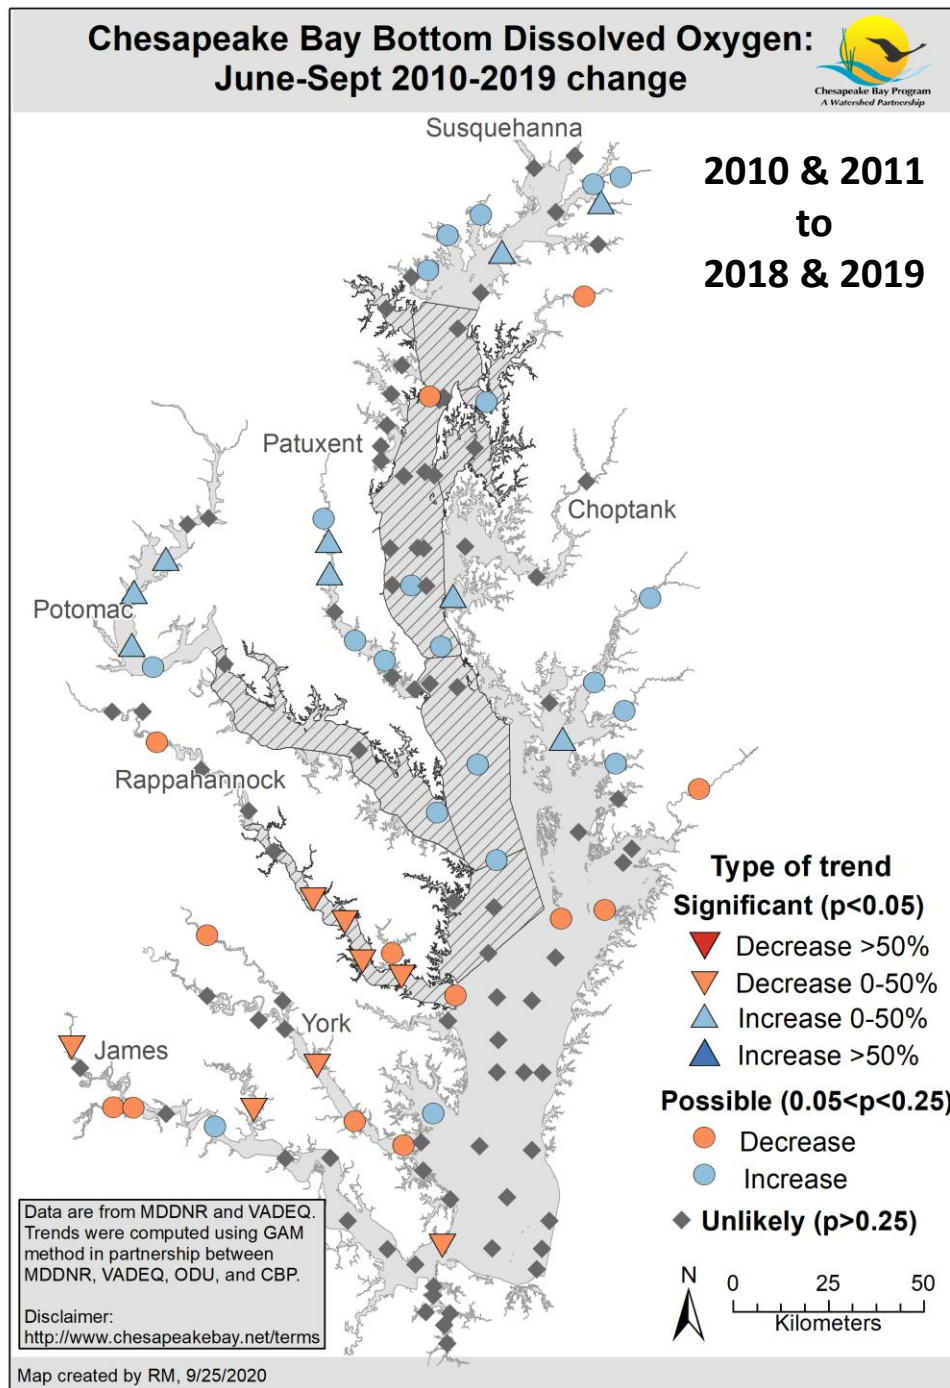 Chesapeake Bay Bottom Dissolved Oxygen:
June-Sept 2010-2019 change
Chesapeake Bay Program
A Watershed Partnership
Susquehanna
2010 & 2011
to
2018 & 2019
Patuxent
Choptank
Potomac
Rappahannock
York
James
Type of trend
Significant (p<0.05)
Decrease >50%
Decrease 0-50%
Increase 0-50%
Increase >50%
Possible (0.05<p<0.25)
Decrease
Increase
Unlikely (p>0.25)
N
0 25 50
Kilometers
Data are from MDDNR and VADEQ.
Trends were computed using GAM
method in partnership between
MDDNR, VADEQ, ODU, and CBP.
Disclaimer:
http://www.chesapeakebay.net/terms
Map created by RM, 9/25/2020